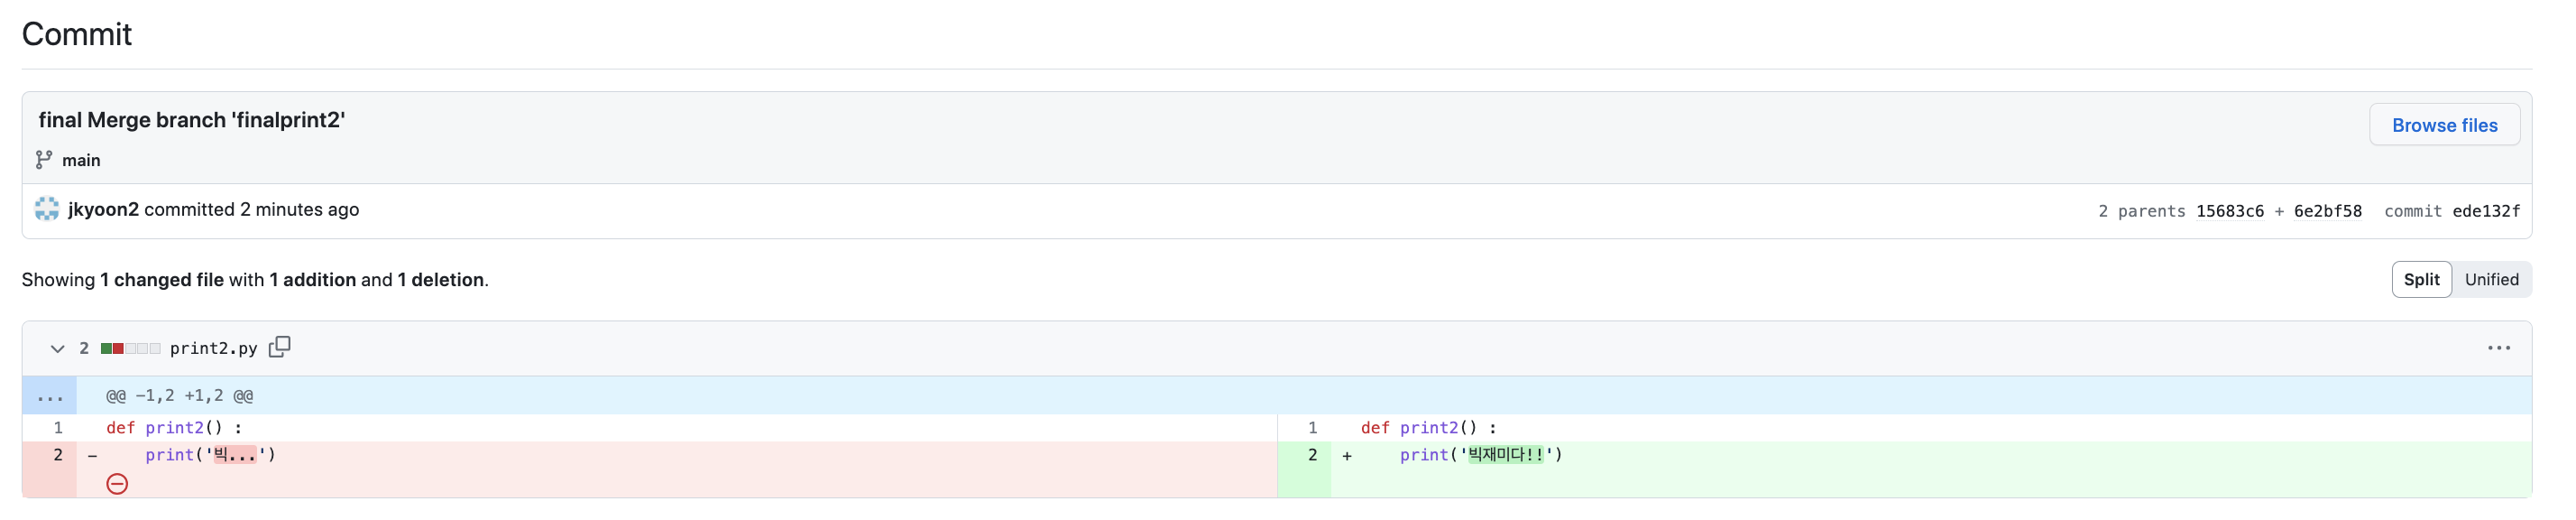 Commit
final Merge branch 'finalprint2'
Browse files
main
jkyoon2 committed 2 minutes ago
2 parents 15683c6 + 6e2bf58 commit ede132f
Showing 1 changed file with 1 addition and 1 deletion.
Split Unified
2 print2.py
...
@@ -1,2 +1,2 @@
1 def print2() :
1 def print2() :
2 - print('빅...')
2 + print('빅재미다!!')